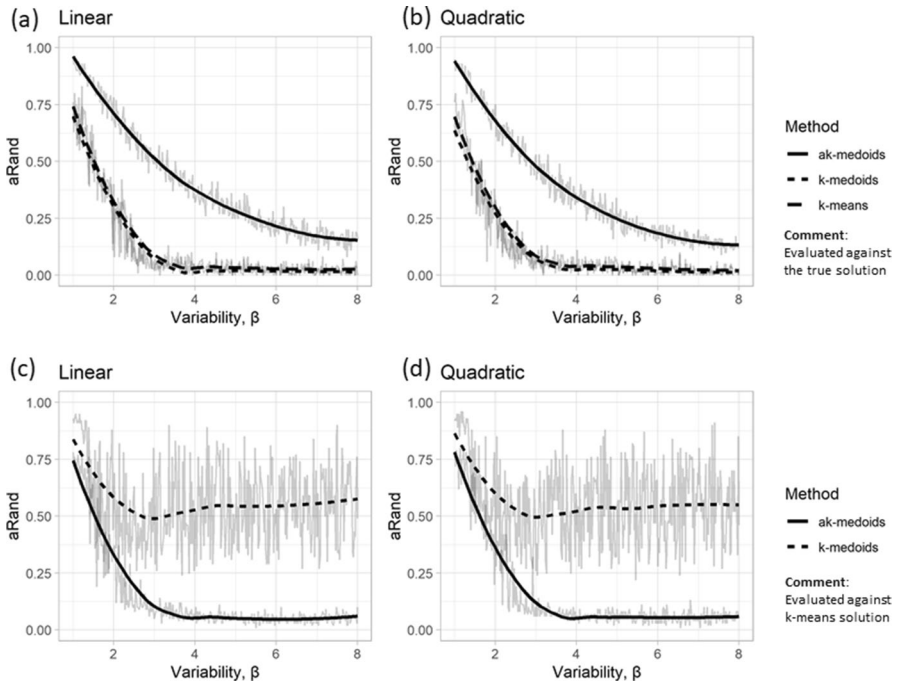 (a) Linear
1.00
0.75
0.50
0.25
0.00
aRand
2 4 6 8
Variability, β
(b) Quadratic
1.00
0.75
0.50
0.25
0.00
aRand
2 4 6 8
Variability, β
Method
ak-medoids
k-medoids
k-means
Comment:
Evaluated against
the true solution
(c) Linear
1.00
0.75
0.50
0.25
0.00
aRand
2 4 6 8
Variability, β
(d) Quadratic
1.00
0.75
0.50
0.25
0.00
aRand
2 4 6 8
Variability, β
Method
ak-medoids
k-medoids
Comment:
Evaluated against
k-means solution